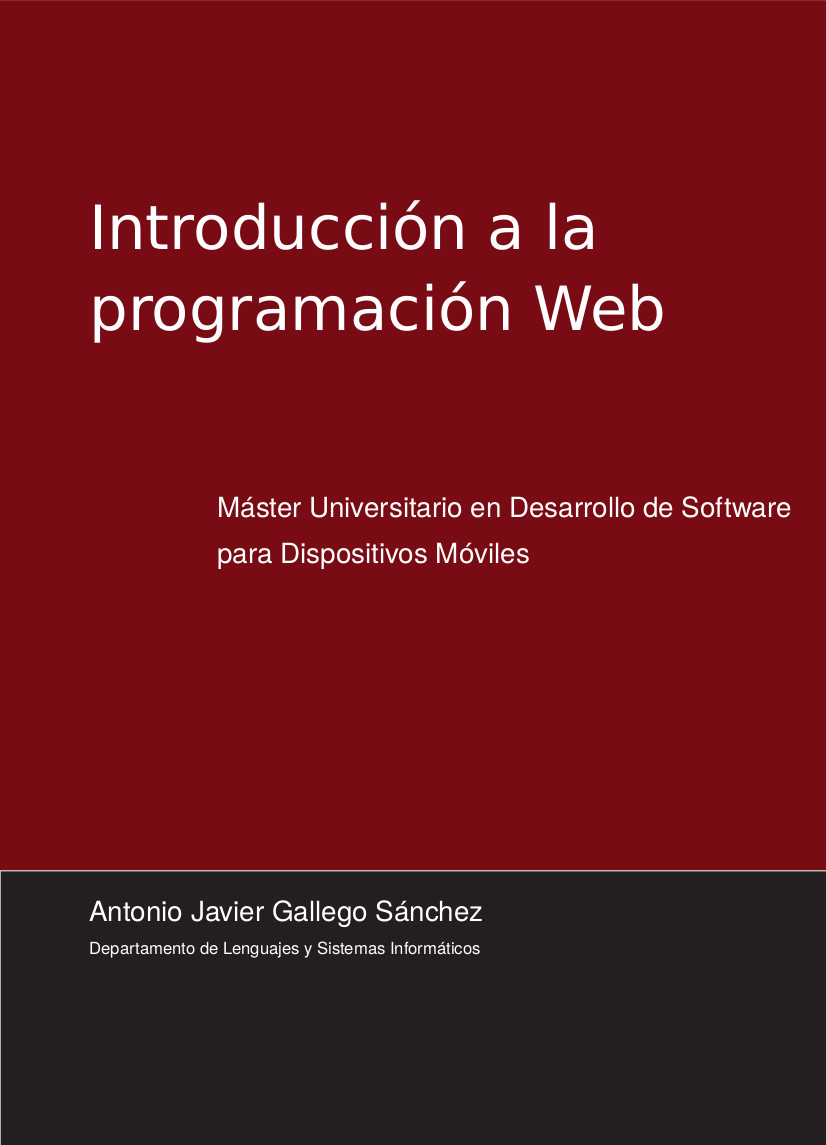 Introducción a la
programación Web
Máster Universitario en Desarrollo de Software
para Dispositivos Móviles
Antonio Javier Gallego Sánchez
Departamento de Lenguajes y Sistemas Informáticos